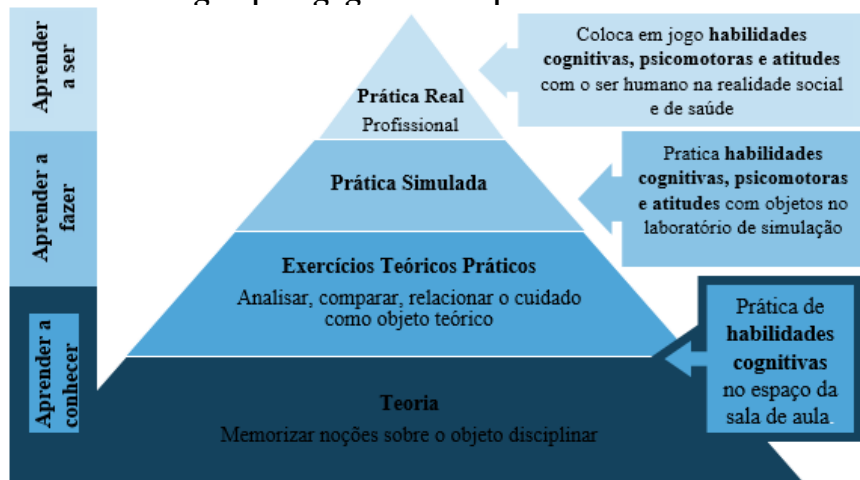 Aprender
a ser
Prática Real
Profissional
Coloca em jogo habilidades
cognitivas, psicomotoras e atitudes
com o ser humano na realidade social
e de saúde
Aprender a
fazer
Prática Simulada
Pratica habilidades
cognitivas, psicomotoras
e atitudes com objetos no
laboratório de simulação
Aprender a
conhecer
Exercícios Teóricos Práticos
Analisar, comparar, relacionar o cuidado
como objeto teórico
Prática de
habilidades
cognitivas
no espaço da
sala de aula.
Teoria
Memorizar noções sobre o objeto disciplinar